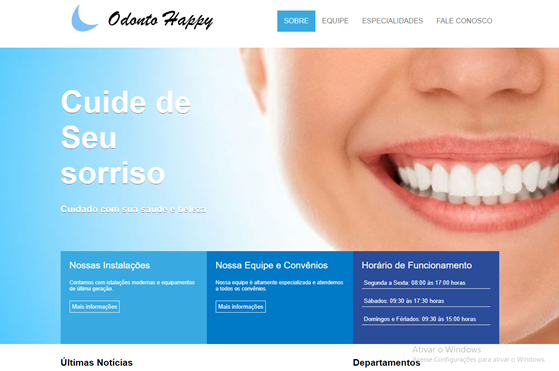 Odonto Happy
SOBRE EQUIPE ESPECIALIDADES FALE CONOSCO
Cuide de
Seu
sorriso
Cuidado com sua saúde e beleza
Nossas Instalações
Contamos com istalações modernas e equipamentos
de última geração.
Mais informações
Nossa Equipe e Convênios
Nossa equipe é altamente especializada e atendemos
a todos os convênios.
Mais informações
Horário de Funcionamento
Segunda a Sexta: 08:00 às 17:00 horas
Sábados: 09:30 às 17:30 horas
Domingos e Fériados: 09:30 às 15:00 horas
Ativar o Windows
Acesse Configurações para ativar o Windows.
Últimas Notícias
Departamentos